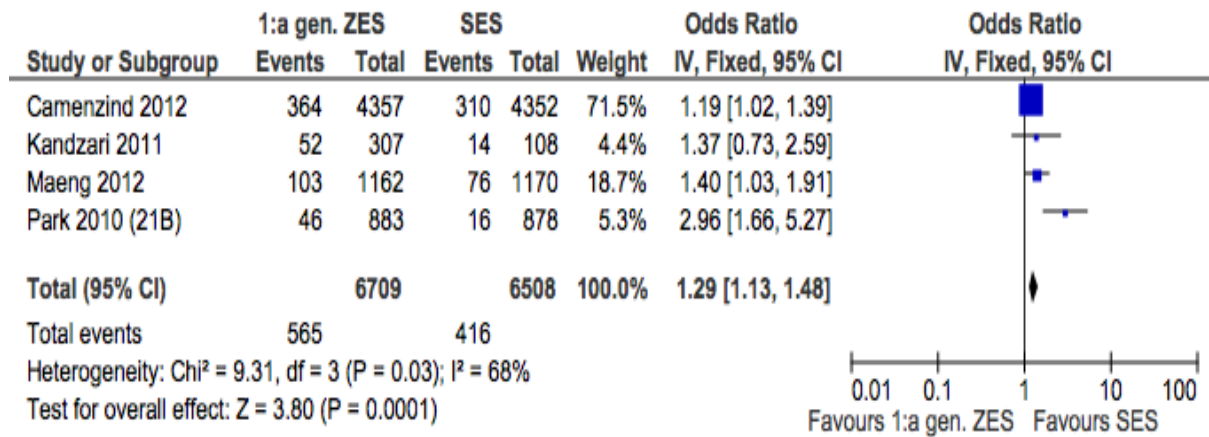 1:a gen. ZES SES Odds Ratio Odds Ratio
Study or Subgroup Events Total Events Total Weight IV, Fixed, 95% CI IV, Fixed, 95% CI
Camenzind 2012 364 4357 310 4352 71.5% 1.19 [1.02, 1.39]
Kandzari 2011 52 307 14 108 4.4% 1.37 [0.73, 2.59]
Maeng 2012 103 1162 76 1170 18.7% 1.40 [1.03, 1.91]
Park 2010 (21B) 46 883 16 878 5.3% 2.96 [1.66, 5.27]
Total (95% CI) 6709 6508 100.0% 1.29 [1.13, 1.48]
Total events 565 416
Heterogeneity: Chi² = 9.31, df = 3 (P = 0.03); I² = 68%
Test for overall effect: Z = 3.80 (P = 0.0001)
0.01 0.1 1 10 100
Favours 1:a gen. ZES Favours SES